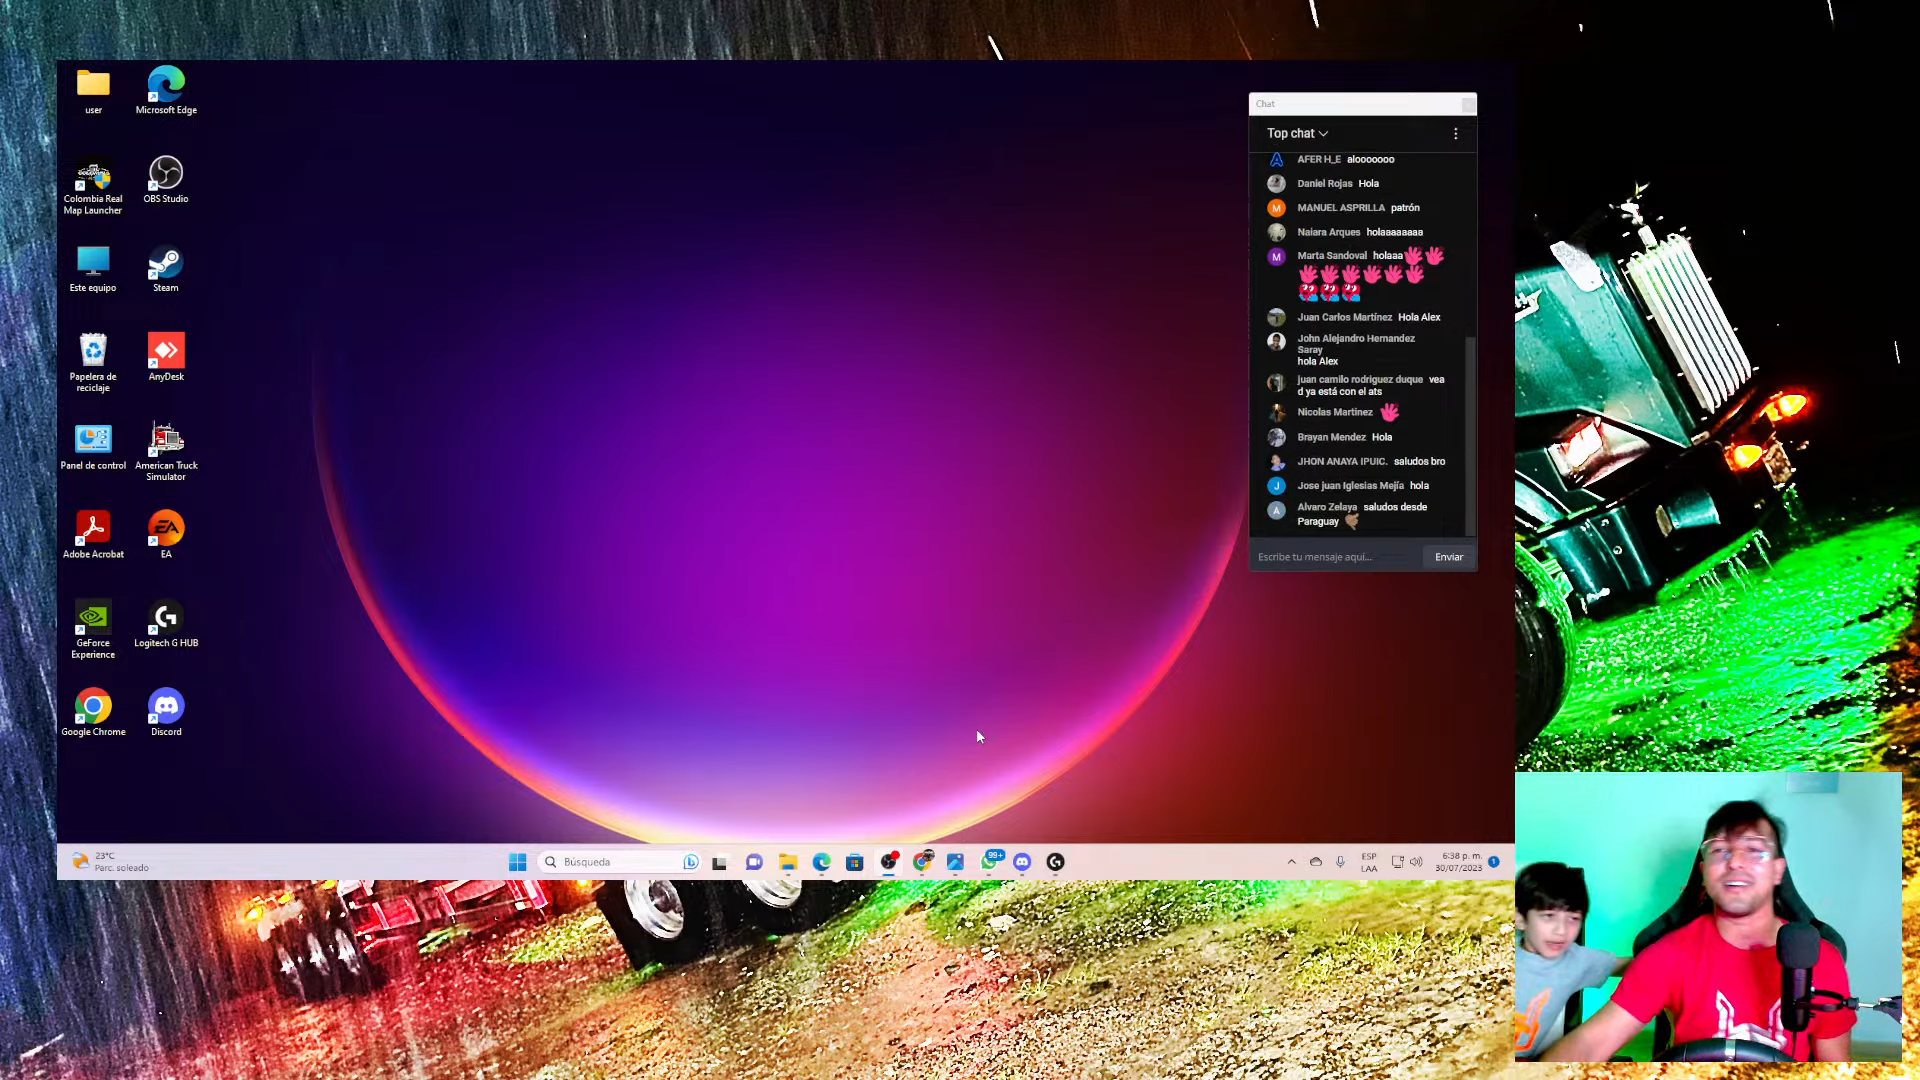 user
Microsoft Edge
Colombia Real
Map Launcher
OBS Studio
Este equipo
Steam
Papelera de
reciclaje
AnyDesk
Panel de control
American Truck
Simulator
Adobe Acrobat
EA
EA
GeForce
Experience
Logitech G HUB
Google Chrome
Discord
Chat
Top chat
AFER H_E alooooooo
Daniel Rojas Hola
M
MANUEL ASPRILLA patrón
Naiara Arques holaaaaaaaa
M
Marta Sandoval holaaa
Juan Carlos Martínez Hola Alex
John Alejandro Hernandez
Saray
hola Alex
juan camilo rodriguez duque vea
d ya está con el ats
Nicolas Martinez
Brayan Mendez Hola
JHON ANAYA IPUIC. saludos bro
J
Jose juan Iglesias Mejía hola
A
Alvaro Zelaya saludos desde
Paraguay
Escribe tu mensaje aquí...
Enviar
23°C
Parc. soleado
Búsqueda
99+
ESP
LAA
6:38 p. m.
30/07/2023
1